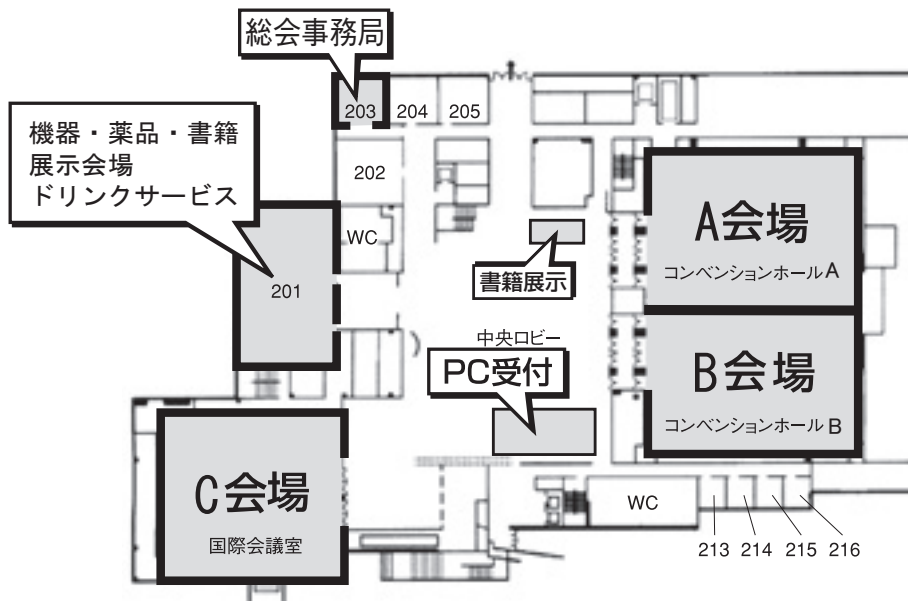 総会事務局
203
204
205
機器・薬品・書籍
展示会場
ドリンクサービス
202
WC
201
書籍展示
A会場
コンベンションホールA
中央ロビー
PC受付
B会場
コンベンションホールB
C会場
国際会議室
WC
213
214
215
216